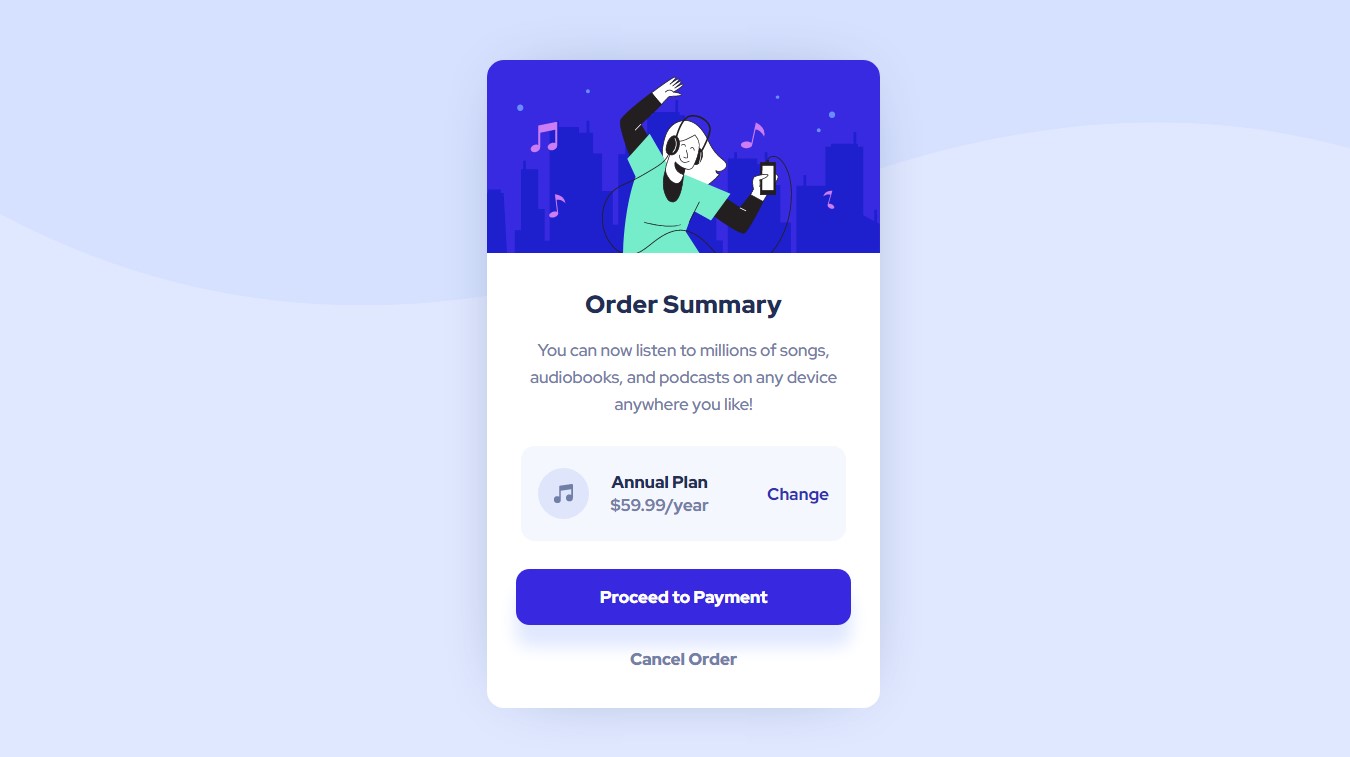 Order Summary
You can now listen to millions of songs,
audiobooks, and podcasts on any device
anywhere you like!
Annual Plan
$59.99/year
Change
Proceed to Payment
Cancel Order